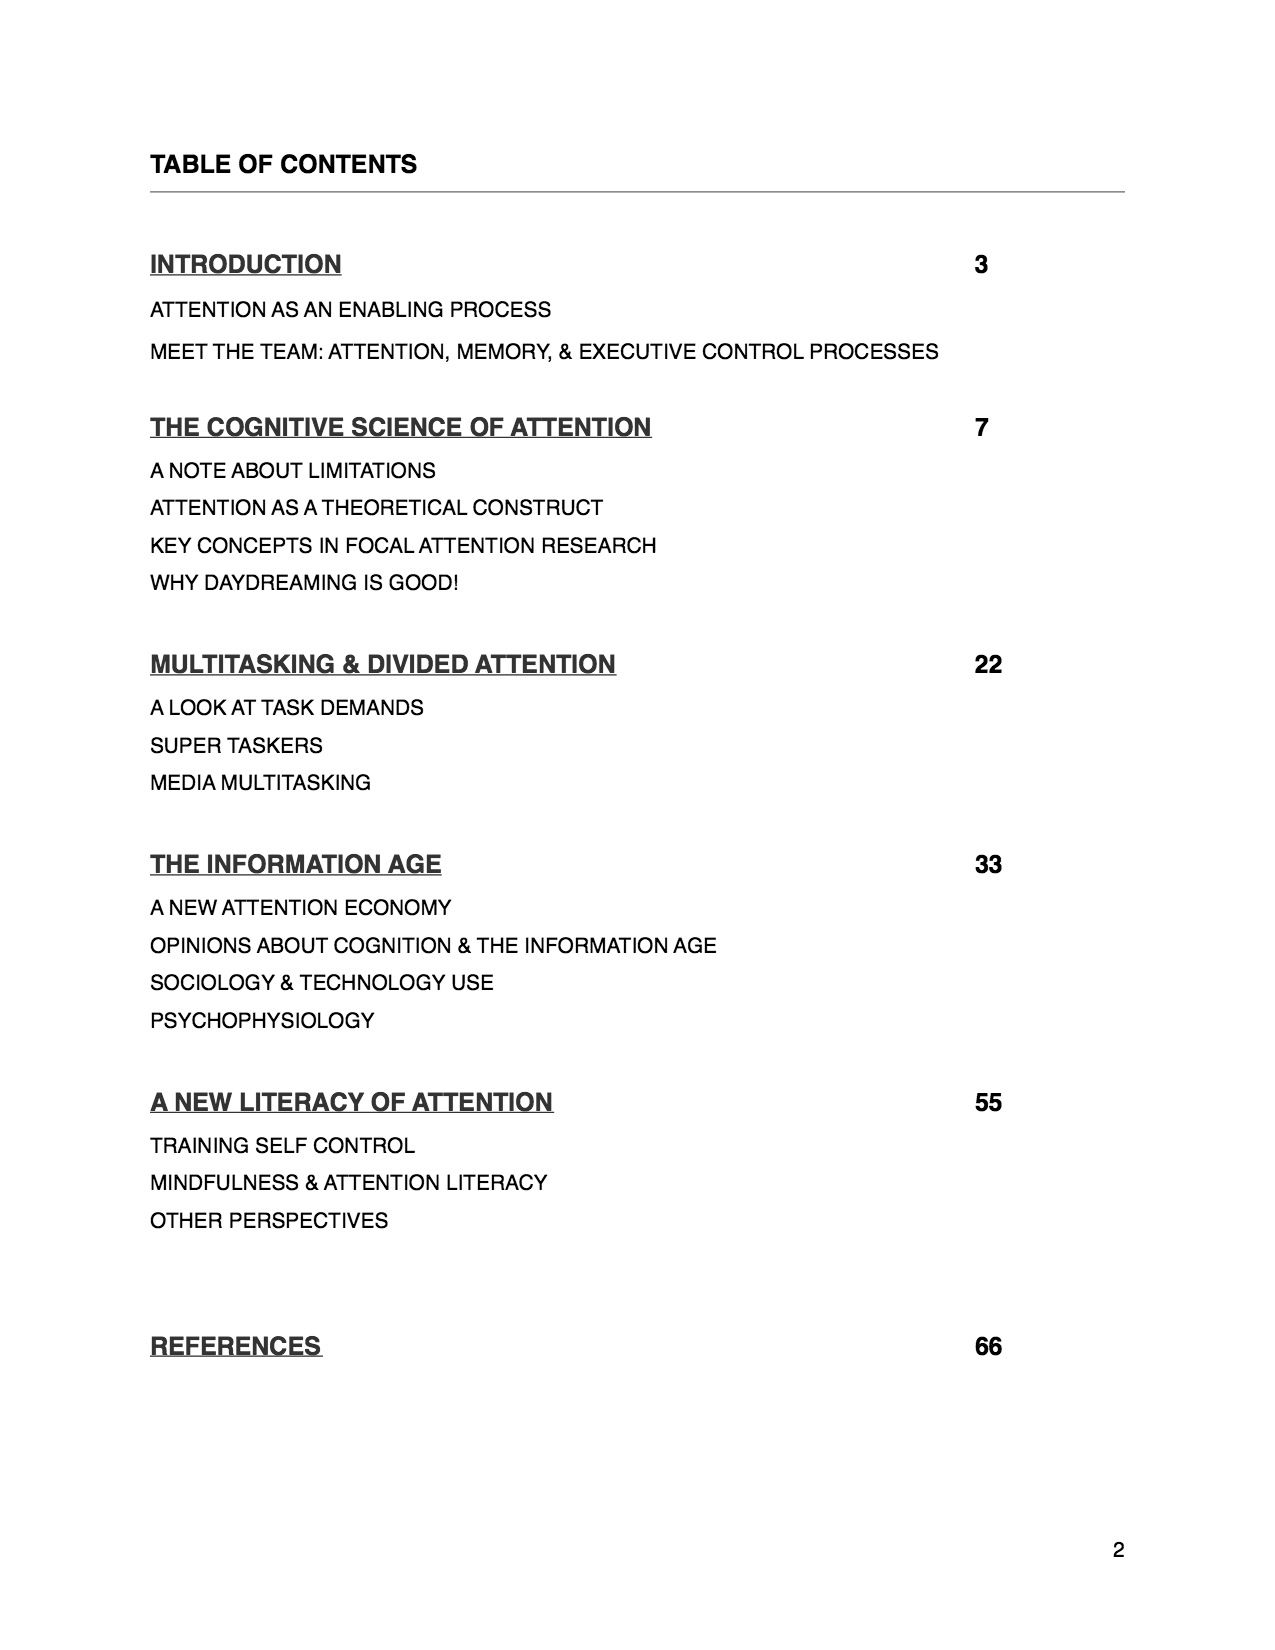 TABLE OF CONTENTS
INTRODUCTION 3
ATTENTION AS AN ENABLING PROCESS
MEET THE TEAM: ATTENTION, MEMORY, & EXECUTIVE CONTROL PROCESSES
THE COGNITIVE SCIENCE OF ATTENTION 7
A NOTE ABOUT LIMITATIONS
ATTENTION AS A THEORETICAL CONSTRUCT
KEY CONCEPTS IN FOCAL ATTENTION RESEARCH
WHY DAYDREAMING IS GOOD!
MULTITASKING & DIVIDED ATTENTION 22
A LOOK AT TASK DEMANDS
SUPER TASKERS
MEDIA MULTITASKING
THE INFORMATION AGE 33
A NEW ATTENTION ECONOMY
OPINIONS ABOUT COGNITION & THE INFORMATION AGE
SOCIOLOGY & TECHNOLOGY USE
PSYCHOPHYSIOLOGY
A NEW LITERACY OF ATTENTION 55
TRAINING SELF CONTROL
MINDFULNESS & ATTENTION LITERACY
OTHER PERSPECTIVES
REFERENCES 66
2